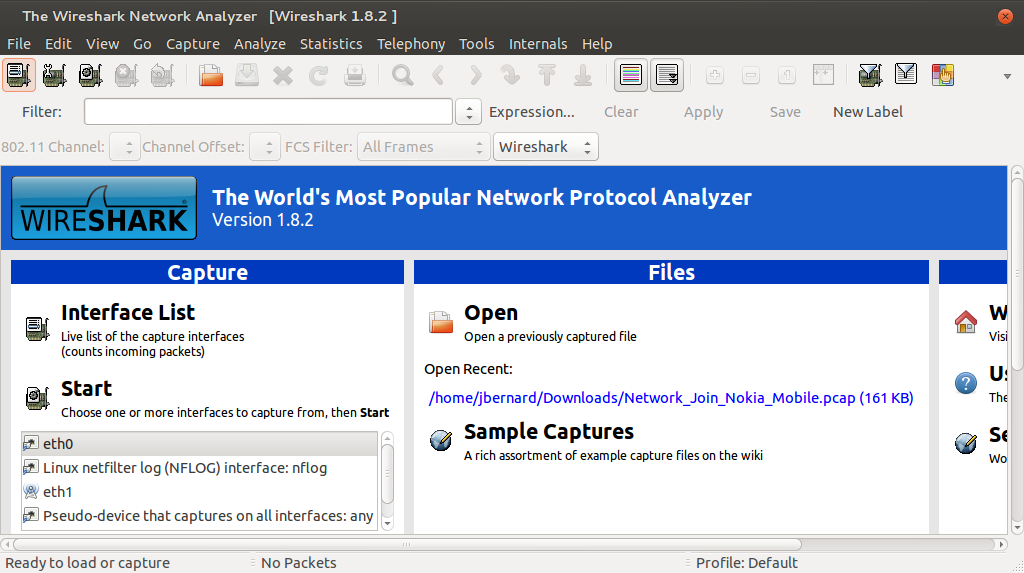 The Wireshark Network Analyzer [Wireshark 1.8.2 ]
File Edit View Go Capture Analyze Statistics Telephony Tools Internals Help
Filter: Expression... Clear Apply Save New Label
802.11 Channel: Channel Offset: FCS Filter: All Frames Wireshark
WIRESHARK
The World's Most Popular Network Protocol Analyzer
Version 1.8.2
Capture
Interface List
Live list of the capture interfaces
(counts incoming packets)
Start
Choose one or more interfaces to capture from, then Start
eth0
Linux netfilter log (NFLOG) interface: nflog
eth1
Pseudo-device that captures on all interfaces: any
Files
Open
Open a previously captured file
Open Recent:
/home/jbernard/Downloads/Network_Join_Nokia_Mobile.pcap (161 KB)
Sample Captures
A rich assortment of example capture files on the wiki
The
Ready to load or capture No Packets Profile: Default